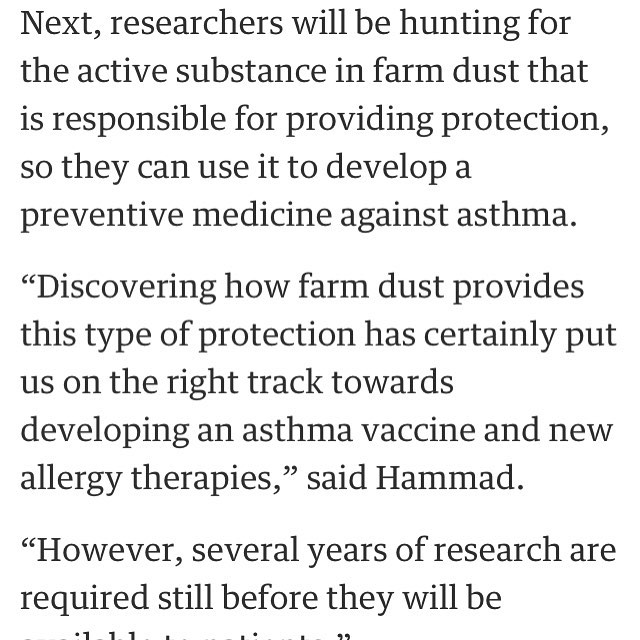 Next, researchers will be hunting for
the active substance in farm dust that
is responsible for providing protection,
so they can use it to develop a
preventive medicine against asthma.
“Discovering how farm dust provides
this type of protection has certainly put
us on the right track towards
developing an asthma vaccine and new
allergy therapies,” said Hammad.
“However, several years of research are
required still before they will be
available to patients.”